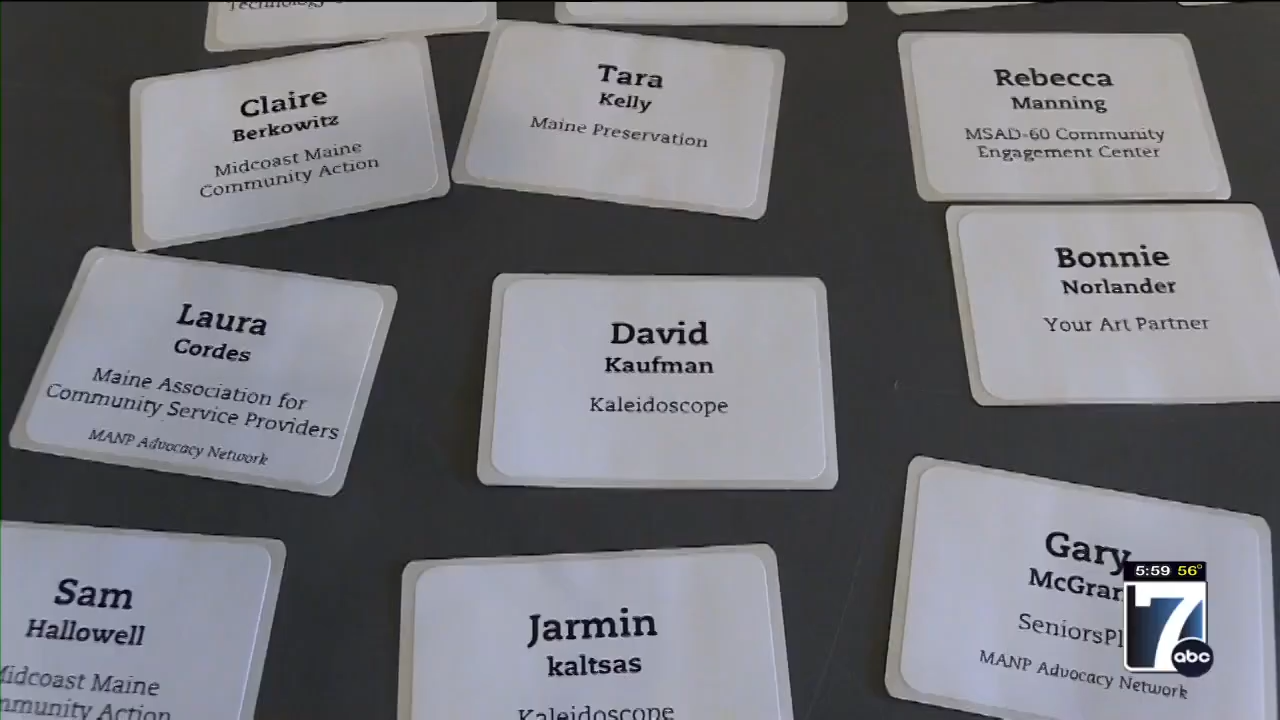 Technology
Claire
Berkowitz
Midcoast Maine
Community Action
Tara
Kelly
Maine Preservation
Rebecca
Manning
MSAD-60 Community
Engagement Center
Laura
Cordes
Maine Association for
Community Service Providers
MANP Advocacy Network
David
Kaufman
Kaleidoscope
Bonnie
Norlander
Your Art Partner
Sam
Hallowell
Midcoast Maine
Action
Jarmin
kaltsas
Kaleidoscope
Gary
MANP Advocacy Network
5:59 56°
7
abc